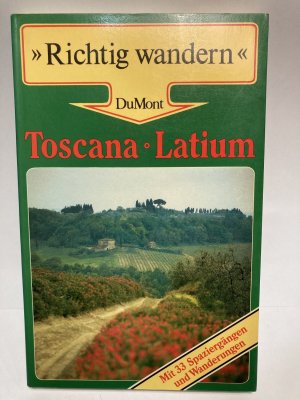 »Richtig wandern«
DuMont
Toscana · Latium
Mit 33 Spaziergängen
und Wanderungen